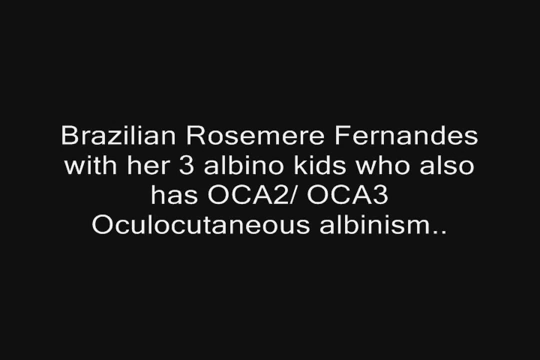 Brazilian Rosemere Fernandes
with her 3 albino kids who also
has OCA2/ OCA3
Oculocutaneous albinism..